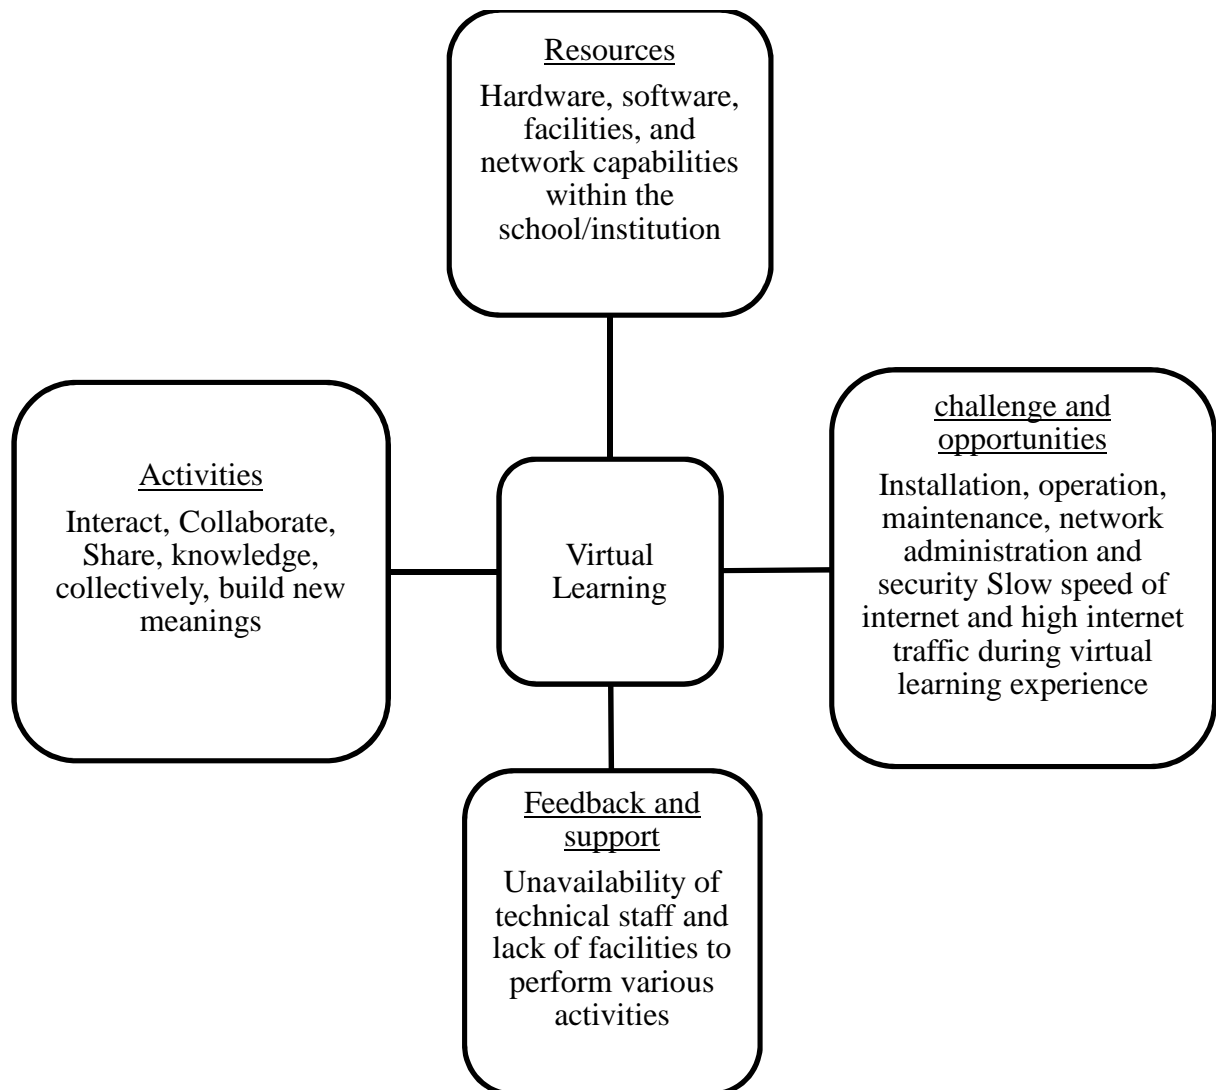 Resources
Hardware, software,
facilities, and
network capabilities
within the
school/institution
Activities
Interact, Collaborate,
Share, knowledge,
collectively, build new
meanings
Virtual
Learning
challenge and
opportunities
Installation, operation,
maintenance, network
administration and
security Slow speed of
internet and high internet
traffic during virtual
learning experience
Feedback and
support
Unavailability of
technical staff and
lack of facilities to
perform various
activities